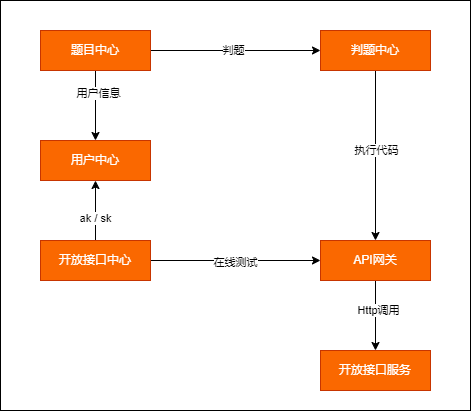 题目中心
判题
判题中心
用户信息
用户中心
执行代码
ak / sk
开放接口中心
在线测试
API网关
Http调用
开放接口服务